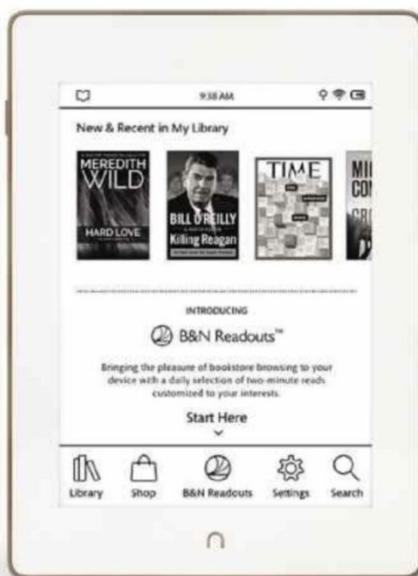 9:38 AM
New & Recent in My Library
MEREDITH
WILD
HARD LOVE
BILL O'REILLY
Killing Reagan
TIME
MI
CO
INTRODUCING
B&N Readouts™
Bringing the pleasure of bookstore browsing to your
device with a daily selection of two-minute reads
customized to your interests.
Start Here
Library Shop B&N Readouts Settings Search